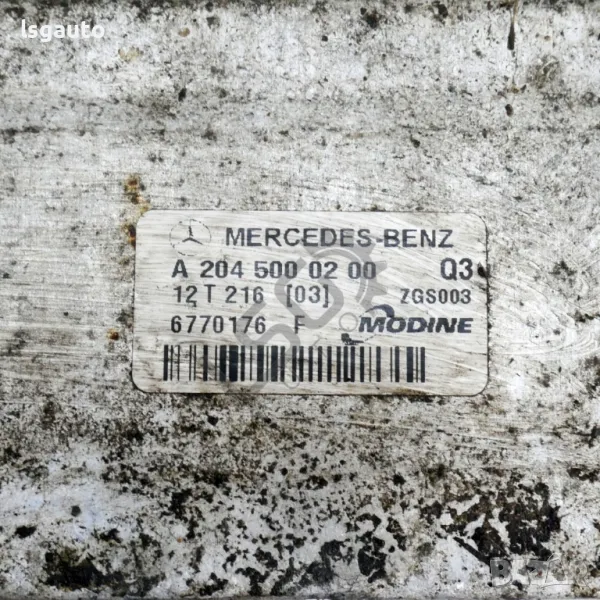 lsgauto
MERCEDES-BENZ
A 204 500 02 00 Q3
12 T 216 [03] ZGS003
6770176 F MODINE